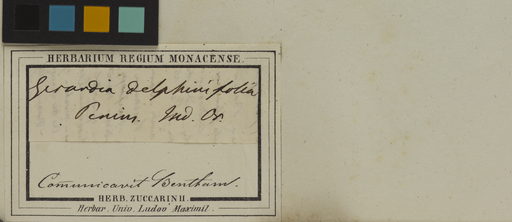 HERBARIUM REGIUM MONACENSE.
Gerardia delphinifolia
Penins. Ind. Or.
Communicavit Bentham.
HERB. ZUCCARINII
Herbar. Univ. Ludov. Maximil.